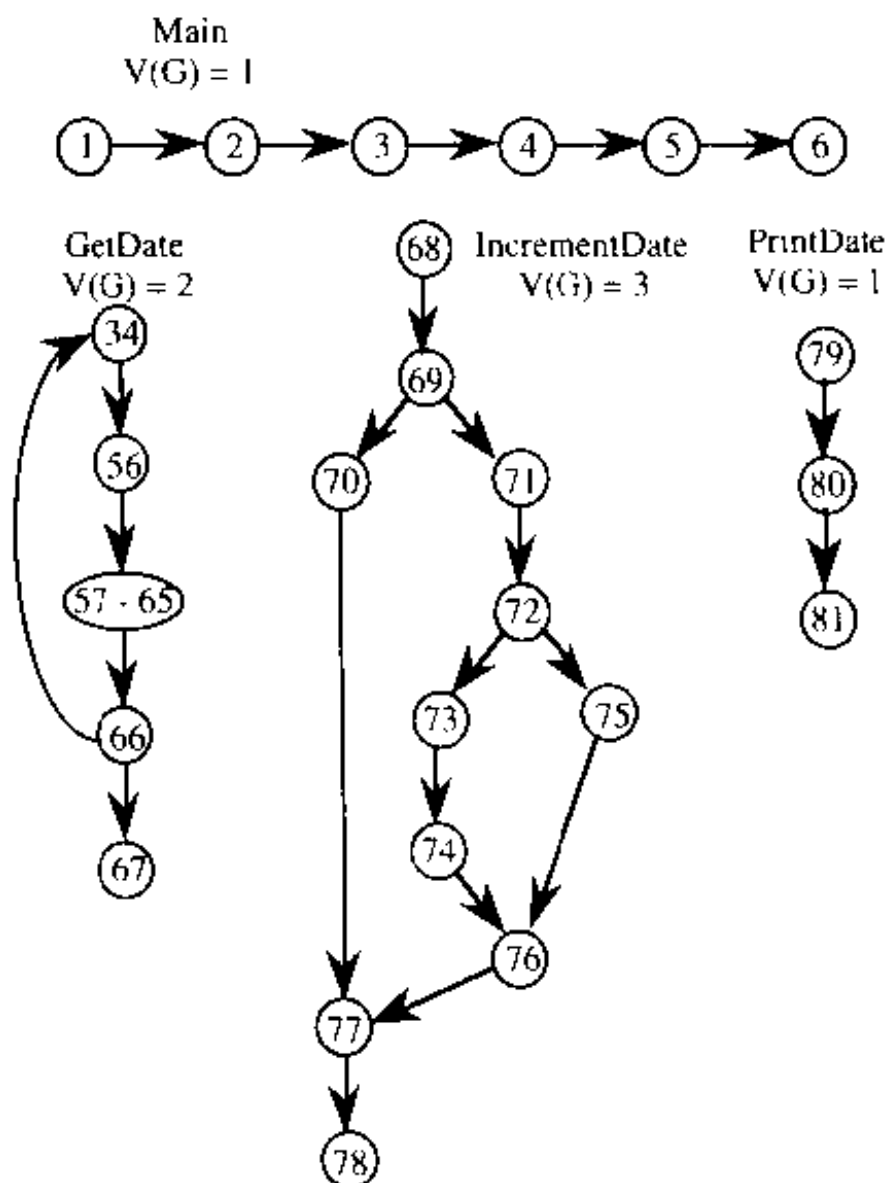 Main
V(G) = 1
1 2 3 4 5 6
GetDate
V(G) = 2
34
56
57 - 65
66
67
68
IncrementDate
V(G) = 3
69
70
71
72
73
75
74
76
77
78
PrintDate
V(G) = 1
79
80
81